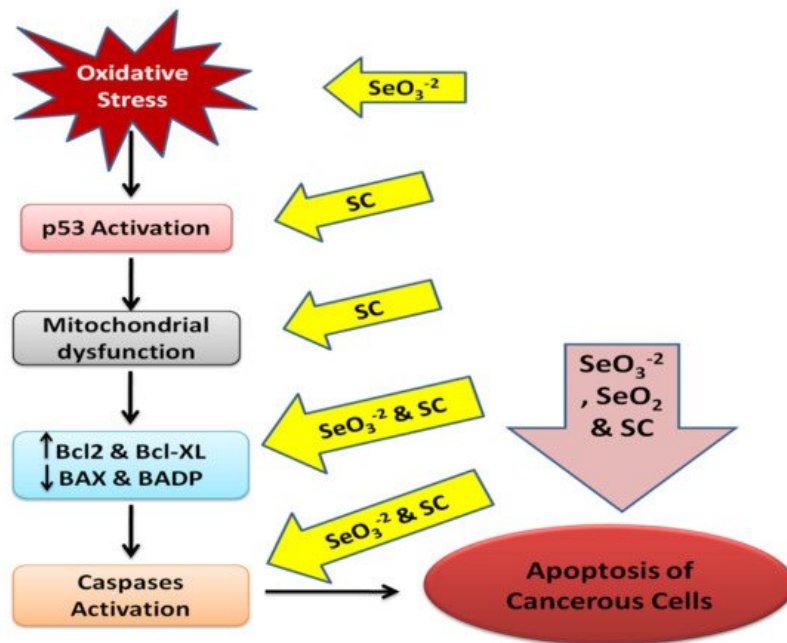 Oxidative
Stress
SeO₃⁻²
SC
p53 Activation
SC
Mitochondrial
dysfunction
SeO₃⁻²
, SeO₂
& SC
SeO₃⁻² & SC
↑Bcl2 & Bcl-XL
↓BAX & BADP
SeO₃⁻² & SC
Caspases
Activation
Apoptosis of
Cancerous Cells